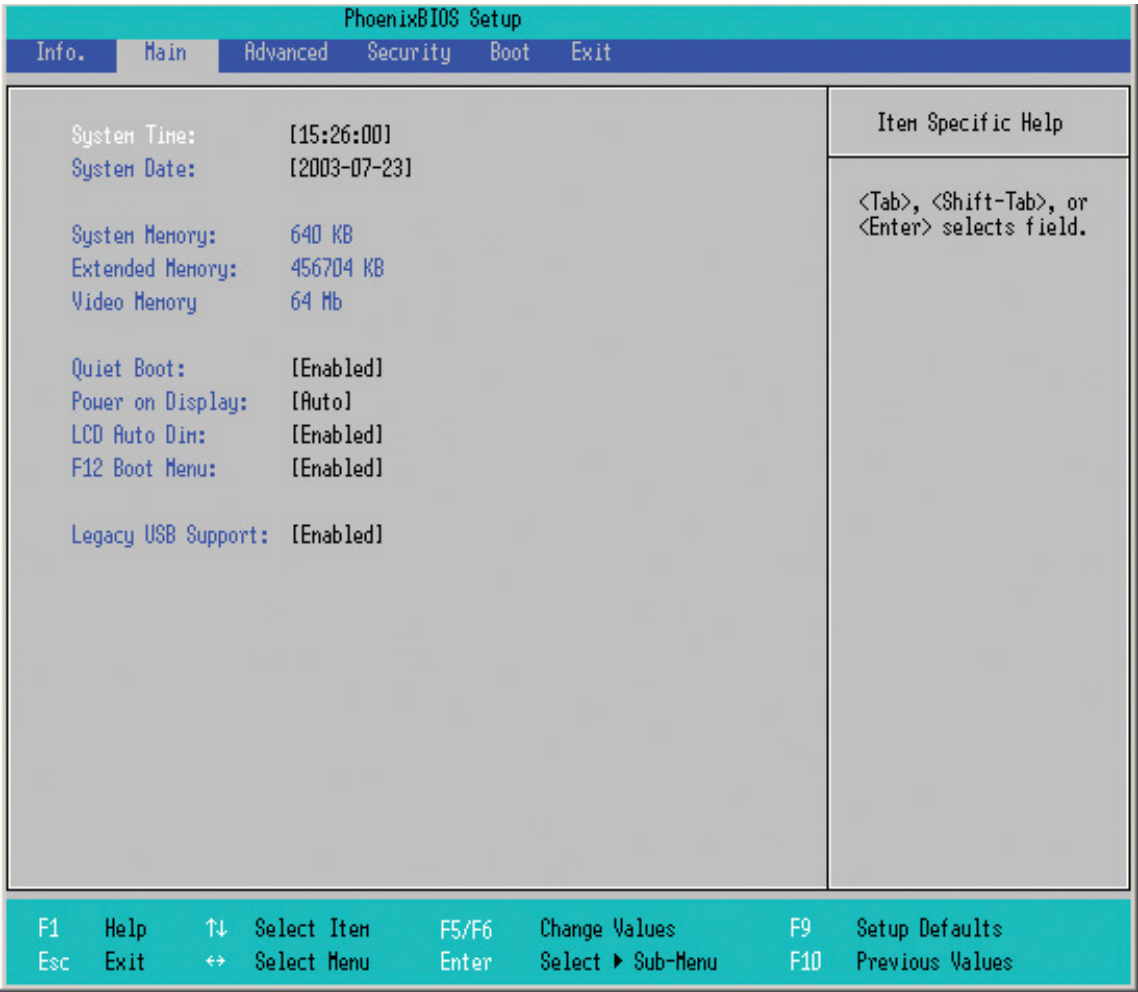 PhoenixBIOS Setup
Info. Main Advanced Security Boot Exit
System Time: [15:26:00]
System Date: [2003-07-23]
System Memory: 640 KB
Extended Memory: 456704 KB
Video Memory 64 Mb
Quiet Boot: [Enabled]
Power on Display: [Auto]
LCD Auto Dim: [Enabled]
F12 Boot Menu: [Enabled]
Legacy USB Support: [Enabled]
Item Specific Help
<Tab>, <Shift-Tab>, or
<Enter> selects field.
F1 Help ↑↓ Select Item F5/F6 Change Values F9 Setup Defaults
Esc Exit ↔ Select Menu Enter Select ▶ Sub-Menu F10 Previous Values